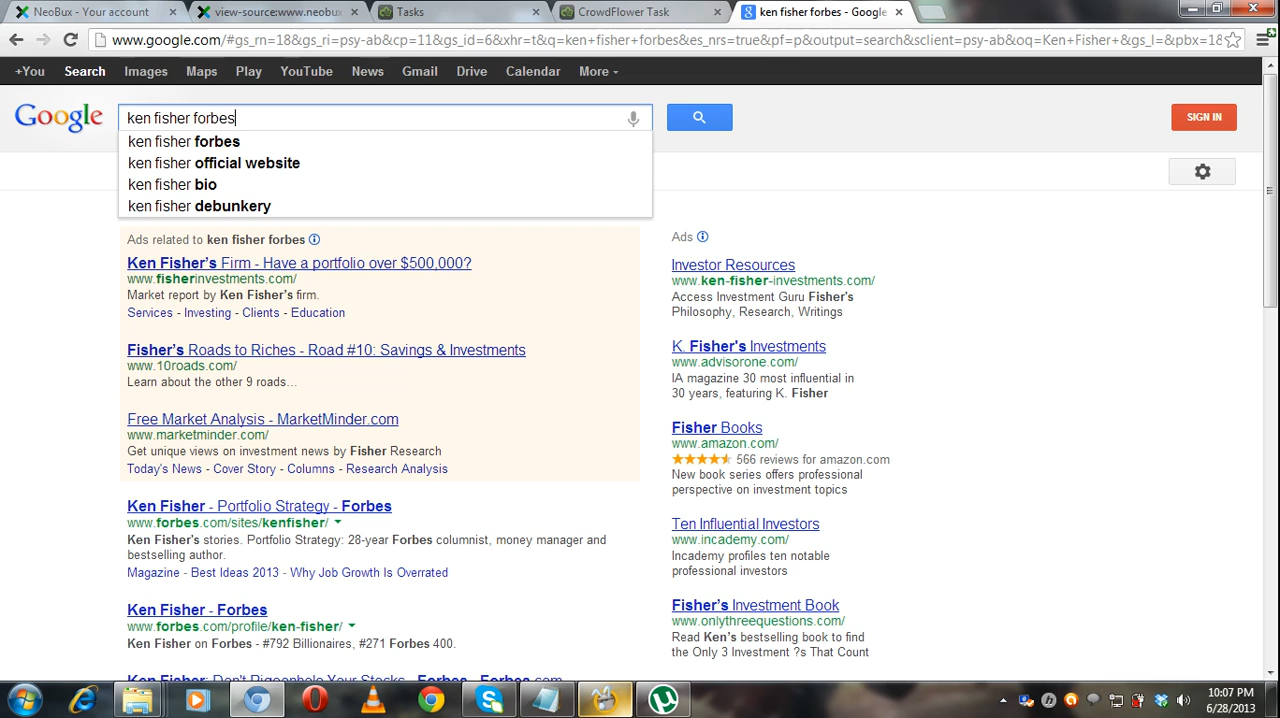 NeoBux - Your account
view-source:www.neobux
Tasks
CrowdFlower Task
ken fisher forbes - Google
www.google.com/#gs_rn=18&gs_ri=psy-ab&cp=11&gs_id=6&xhr=t&q=ken+fisher+forbes&es_nrs=true&pf=p&output=search&sclient=psy-ab&oq=Ken+Fisher+&gs_l=&pbx=18
+You Search Images Maps Play YouTube News Gmail Drive Calendar More
Google
ken fisher forbes
SIGN IN
ken fisher forbes
ken fisher official website
ken fisher bio
ken fisher debunkery
Ads related to ken fisher forbes
Ken Fisher's Firm - Have a portfolio over $500,000?
www.fisherinvestments.com/
Market report by Ken Fisher's firm.
Services - Investing - Clients - Education
Fisher's Roads to Riches - Road #10: Savings & Investments
www.10roads.com/
Learn about the other 9 roads...
Free Market Analysis - MarketMinder.com
www.marketminder.com/
Get unique views on investment news by Fisher Research
Today's News - Cover Story - Columns - Research Analysis
Ken Fisher - Portfolio Strategy - Forbes
www.forbes.com/sites/kenfisher/
Ken Fisher's stories. Portfolio Strategy: 28-year Forbes columnist, money manager and
bestselling author.
Magazine - Best Ideas 2013 - Why Job Growth Is Overrated
Ken Fisher - Forbes
www.forbes.com/profile/ken-fisher/
Ken Fisher on Forbes - #792 Billionaires, #271 Forbes 400.
Ken Fisher: Don't Pigeonhole Your Stocks - Forbes - Forbes.com
Ads
Investor Resources
www.ken-fisher-investments.com/
Access Investment Guru Fisher's
Philosophy, Research, Writings
K. Fisher's Investments
www.advisorone.com/
IA magazine 30 most influential in
30 years, featuring K. Fisher
Fisher Books
www.amazon.com/
566 reviews for amazon.com
New book series offers professional
perspective on investment topics
Ten Influential Investors
www.incademy.com/
Incademy profiles ten notable
professional investors
Fisher's Investment Book
www.onlythreequestions.com/
Read Ken's bestselling book to find
the Only 3 Investment ?s That Count
10:07 PM
6/28/2013